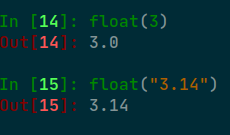 In [14]: float(3)
Out[14]: 3.0
In [15]: float("3.14")
Out[15]: 3.14